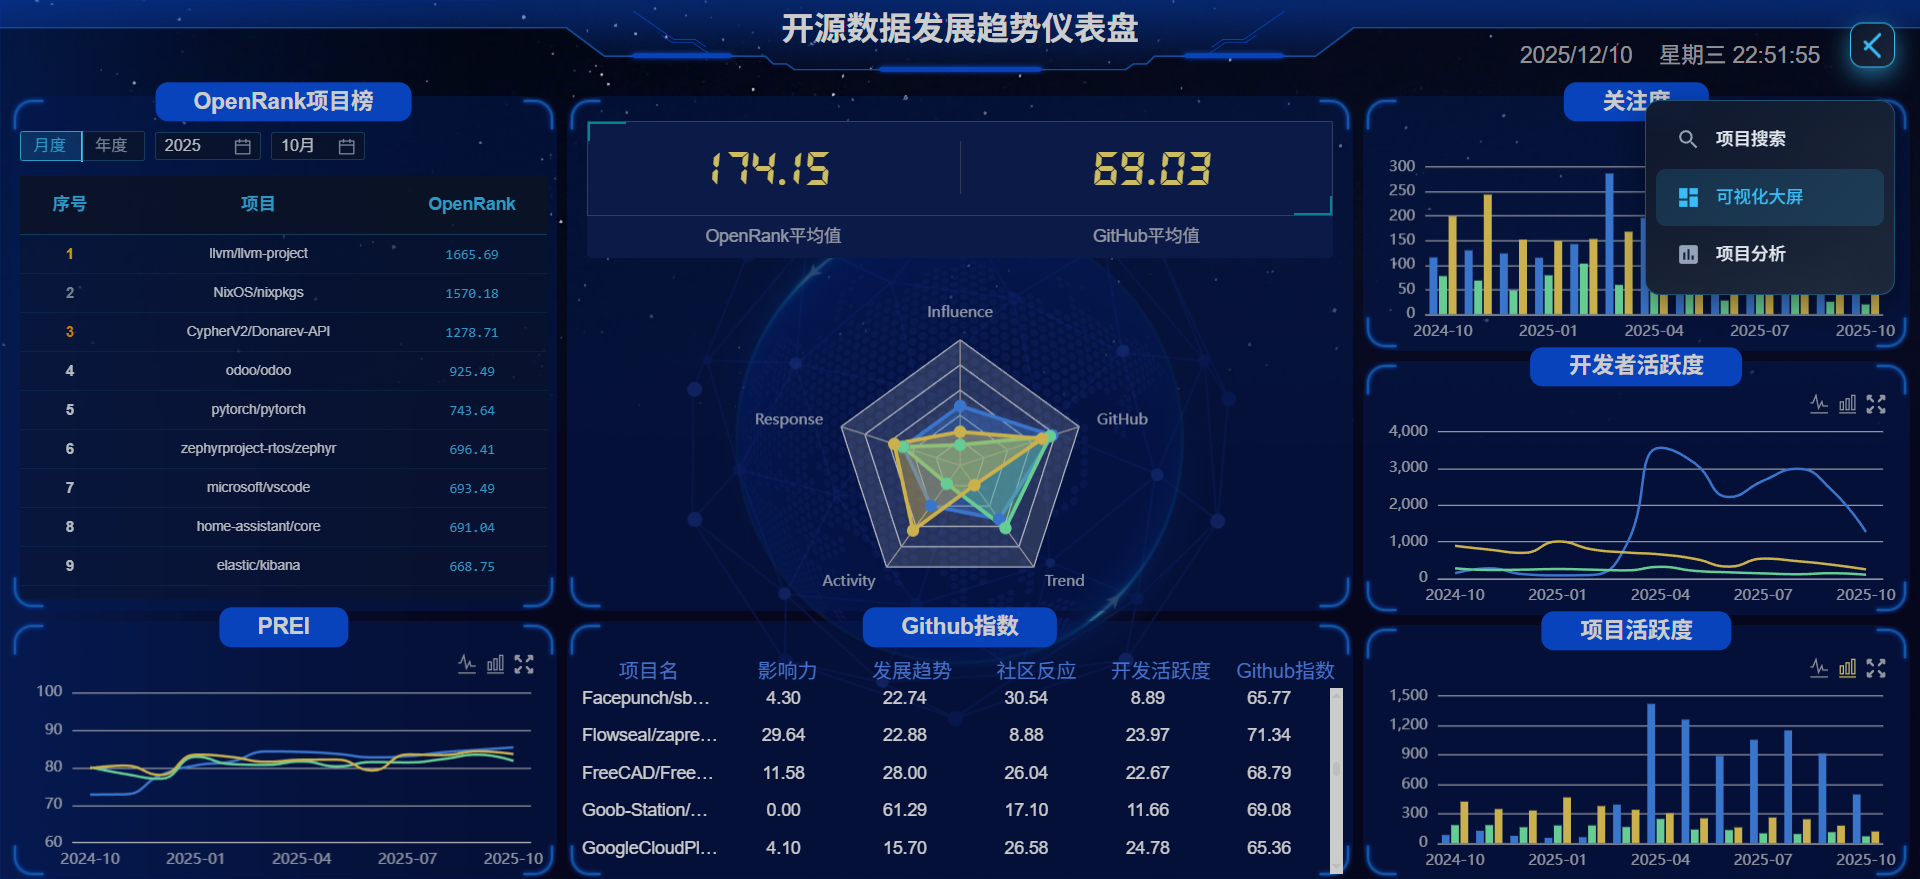 开源数据发展趋势仪表盘
2025/12/10 星期三 22:51:55
OpenRank项目榜
月度 年度 2025 10月
序号 项目 OpenRank
1 llvm/llvm-project 1665.69
2 NixOS/nixpkgs 1570.18
3 CypherV2/Donarev-API 1278.71
4 odoo/odoo 925.49
5 pytorch/pytorch 743.64
6 zephyrproject-rtos/zephyr 696.41
7 microsoft/vscode 693.49
8 home-assistant/core 691.04
9 elastic/kibana 668.75
PREI
100
90
80
70
60
2024-10 2025-01 2025-04 2025-07 2025-10
174.15 69.03
OpenRank平均值 GitHub平均值
Influence
Response GitHub
Activity Trend
Github指数
项目名 影响力 发展趋势 社区反应 开发活跃度 Github指数
Facepunch/sb… 4.30 22.74 30.54 8.89 65.77
Flowseal/zapre… 29.64 22.88 8.88 23.97 71.34
FreeCAD/Free… 11.58 28.00 26.04 22.67 68.79
Goob-Station/… 0.00 61.29 17.10 11.66 69.08
GoogleCloudPl… 4.10 15.70 26.58 24.78 65.36
关注度
项目搜索
可视化大屏
项目分析
300
250
200
150
100
50
0
2024-10 2025-01 2025-04 2025-07 2025-10
开发者活跃度
4,000
3,000
2,000
1,000
0
2024-10 2025-01 2025-04 2025-07 2025-10
项目活跃度
1,500
1,200
900
600
300
0
2024-10 2025-01 2025-04 2025-07 2025-10